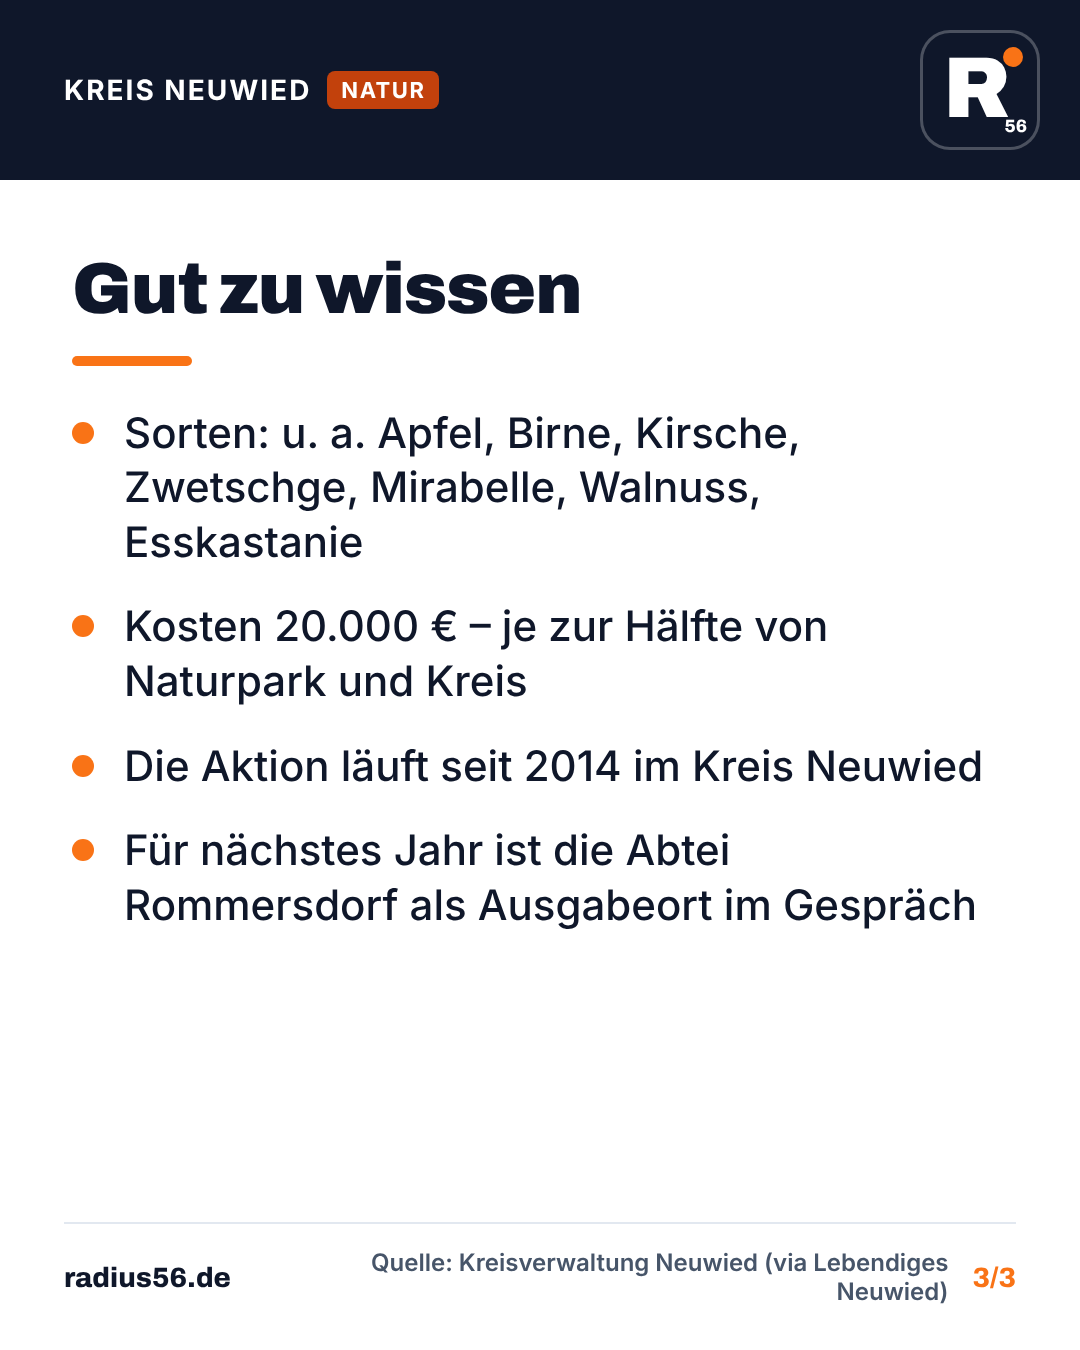 KREIS NEUWIED NATUR
R
56
Gut zu wissen
Sorten: u. a. Apfel, Birne, Kirsche,
Zwetschge, Mirabelle, Walnuss,
Esskastanie
Kosten 20.000 € – je zur Hälfte von
Naturpark und Kreis
Die Aktion läuft seit 2014 im Kreis Neuwied
Für nächstes Jahr ist die Abtei
Rommersdorf als Ausgabeort im Gespräch
radius56.de
Quelle: Kreisverwaltung Neuwied (via Lebendiges
Neuwied)
3/3